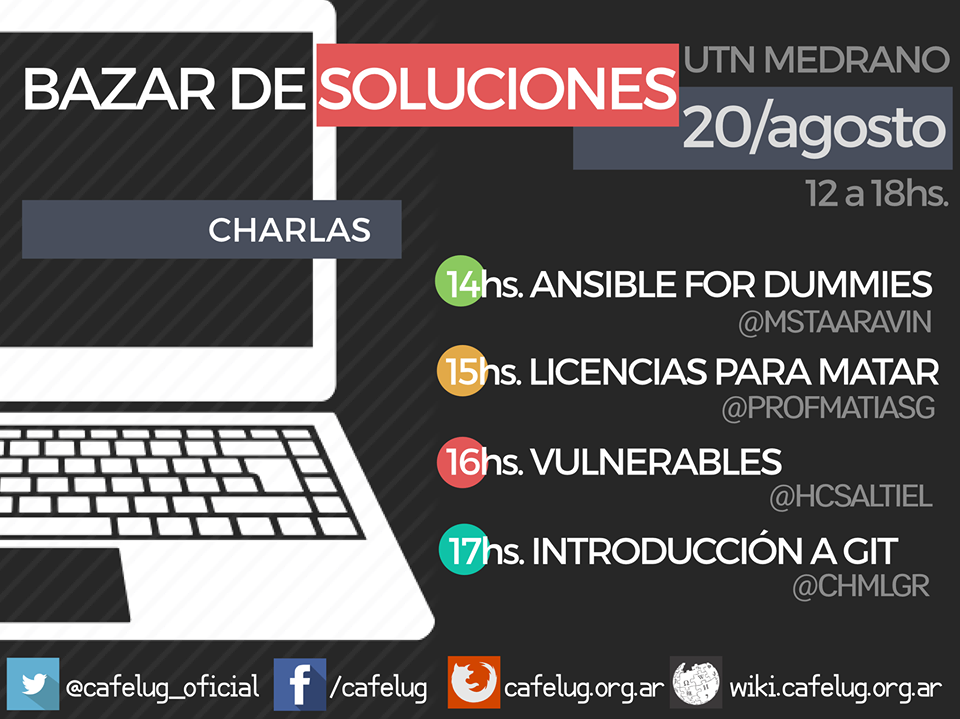 BAZAR DE SOLUCIONES
UTN MEDRANO
20/agosto
12 a 18hs.
CHARLAS
14hs. ANSIBLE FOR DUMMIES
@MSTAARAVIN
15hs. LICENCIAS PARA MATAR
@PROFMATIASG
16hs. VULNERABLES
@HCSALTIEL
17hs. INTRODUCCIÓN A GIT
@CHMLGR
@cafelug_oficial /cafelug cafelug.org.ar wiki.cafelug.org.ar